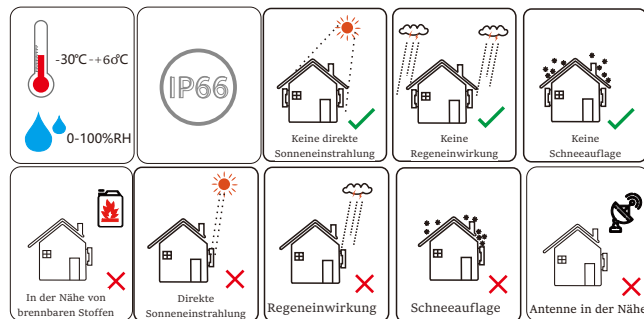 -30℃-+60℃
0-100%RH
IP66
Keine direkte
Sonneneinstrahlung
Keine
Regeneinwirkung
Keine
Schneeauflage
In der Nähe von
brennbaren Stoffen
Direkte
Sonneneinstrahlung
Regeneinwirkung
Schneeauflage
Antenne in der Näh